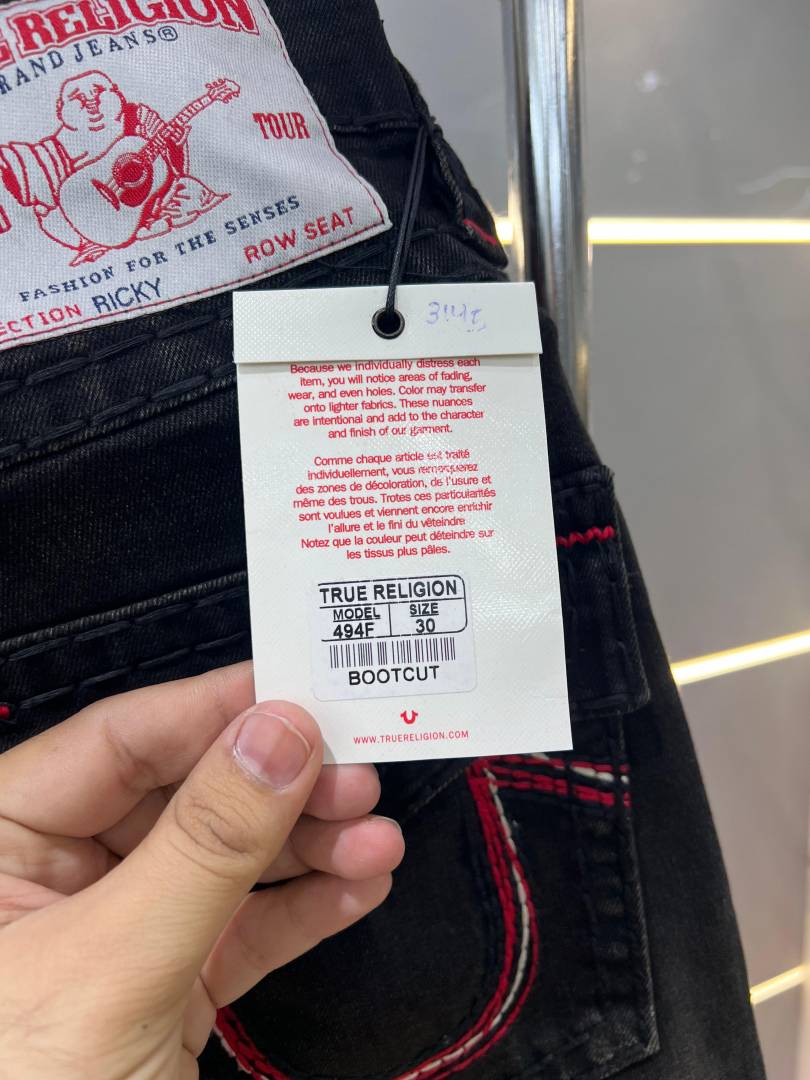 E RELIGION
RAND JEANS®
TOUR
FASHION FOR THE SENSES
ECTION RICKY ROW SEAT
Because we individually distress each
item, you will notice areas of fading,
wear, and even holes. Color may transfer
onto lighter fabrics. These nuances
are intentional and add to the character
and finish of our garment.
Comme chaque article est traité
individuellement, vous remarquerez
des zones de décoloration, de l'usure et
même des trous. Trotes ces particularités
sont voulues et viennent encore enrichir
l'allure et le fini du vêteindre
Notez que la couleur peut déteindre sur
les tissus plus pâles.
TRUE RELIGION
MODEL SIZE
494F 30
BOOTCUT
WWW.TRUERELIGION.COM